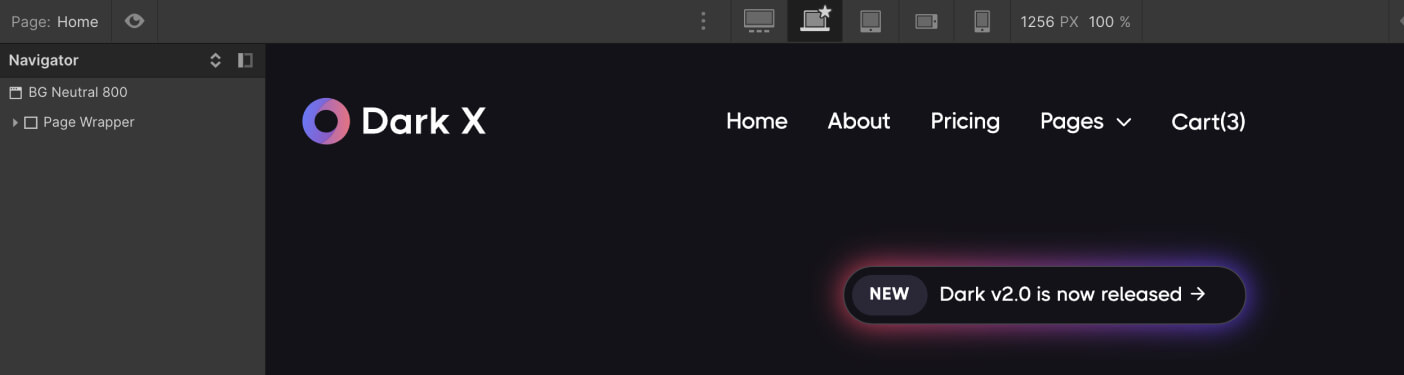 Page: Home
1256 PX 100 %
Navigator
BG Neutral 800
Page Wrapper
Dark X
Home About Pricing Pages Cart(3)
NEW Dark v2.0 is now released →